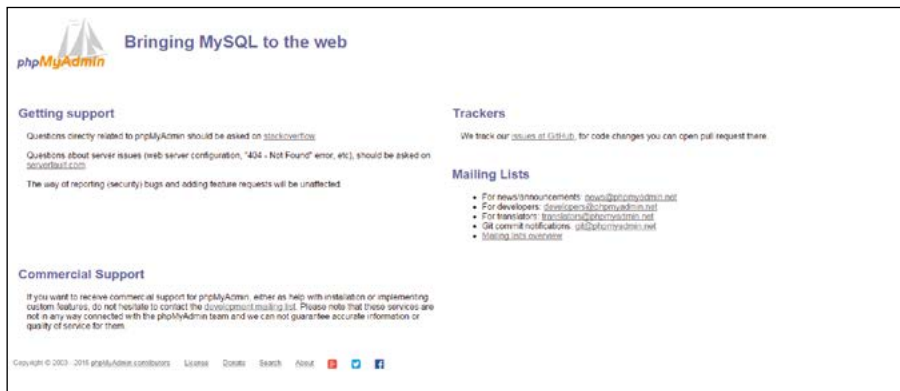 phpMyAdmin
Bringing MySQL to the web
Getting support
Questions directly related to phpMyAdmin should be asked on stackoverflow.
Questions about server issues (web server configuration, "404 - Not Found" error, etc), should be asked on
serverfault.com.
The way of reporting (security) bugs and adding feature requests will be unaffected.
Trackers
We track our issues at GitHub, for code changes you can open pull request there.
Mailing Lists
• For news/announcements: news@phpmyadmin.net
• For developers: developers@phpmyadmin.net
• For translators: translators@phpmyadmin.net
• Git commit notifications: git@phpmyadmin.net
• Mailing lists overview
Commercial Support
If you want to receive commercial support for phpMyAdmin, either as help with installation or implementing
custom features, do not hesitate to contact the development mailing list. Please note that these services are
not in any way connected with the phpMyAdmin team and we can not guarantee accurate information or
quality of service for them.
Copyright © 2003 - 2015 phpMyAdmin contributors License Donate Search About